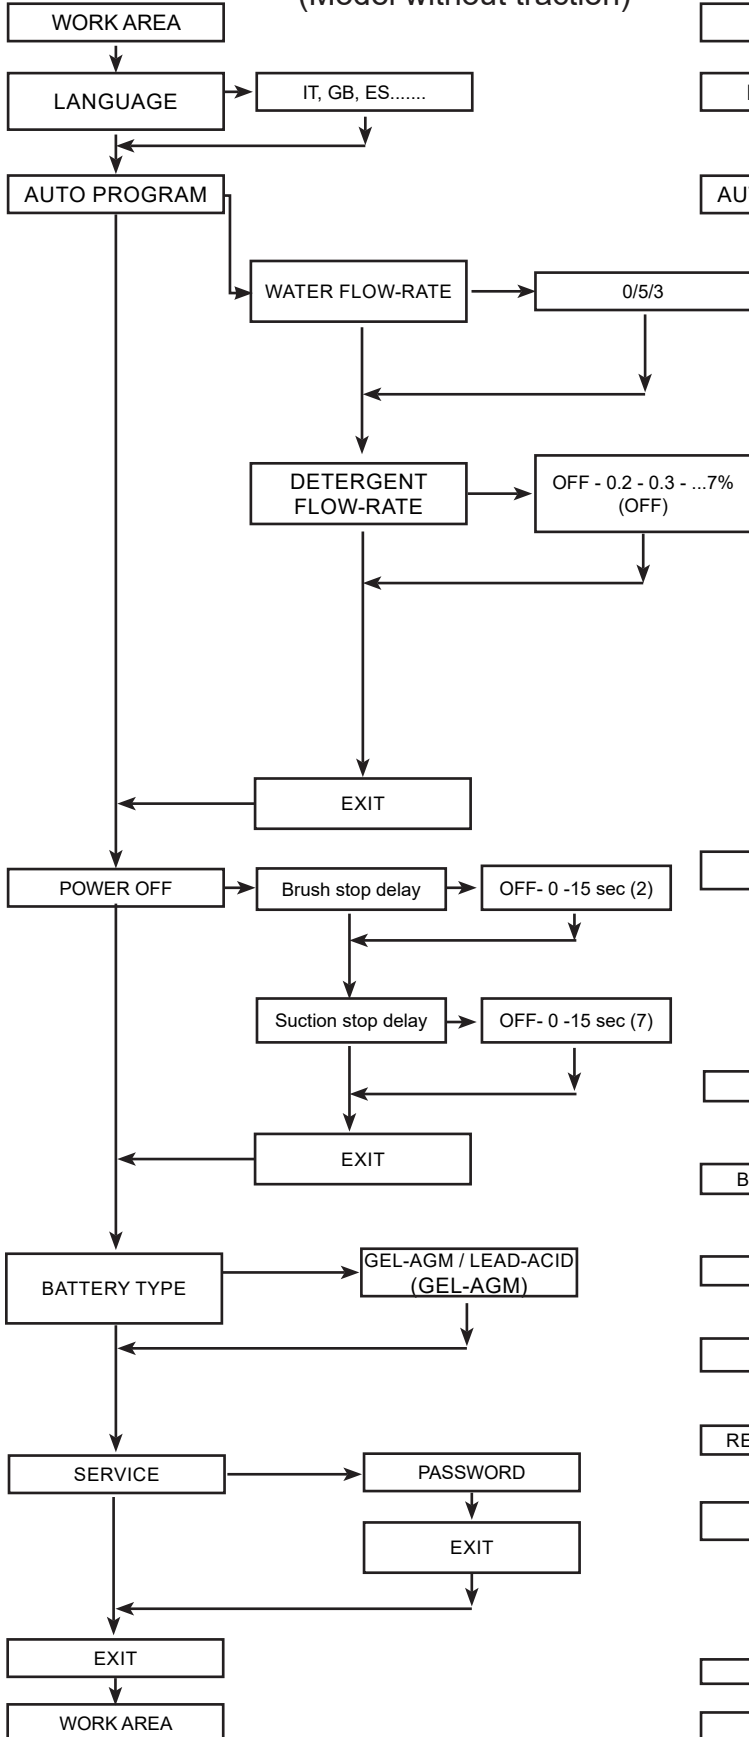 (Model without traction)
WORK AREA
LANGUAGE
IT, GB, ES.......
AUTO PROGRAM
WATER FLOW-RATE
0/5/3
DETERGENT
FLOW-RATE
OFF - 0.2 - 0.3 - ...7%
(OFF)
EXIT
POWER OFF
Brush stop delay
OFF- 0 -15 sec (2)
Suction stop delay
OFF- 0 -15 sec (7)
EXIT
BATTERY TYPE
GEL-AGM / LEAD-ACID
(GEL-AGM)
SERVICE
PASSWORD
EXIT
EXIT
WORK AREA